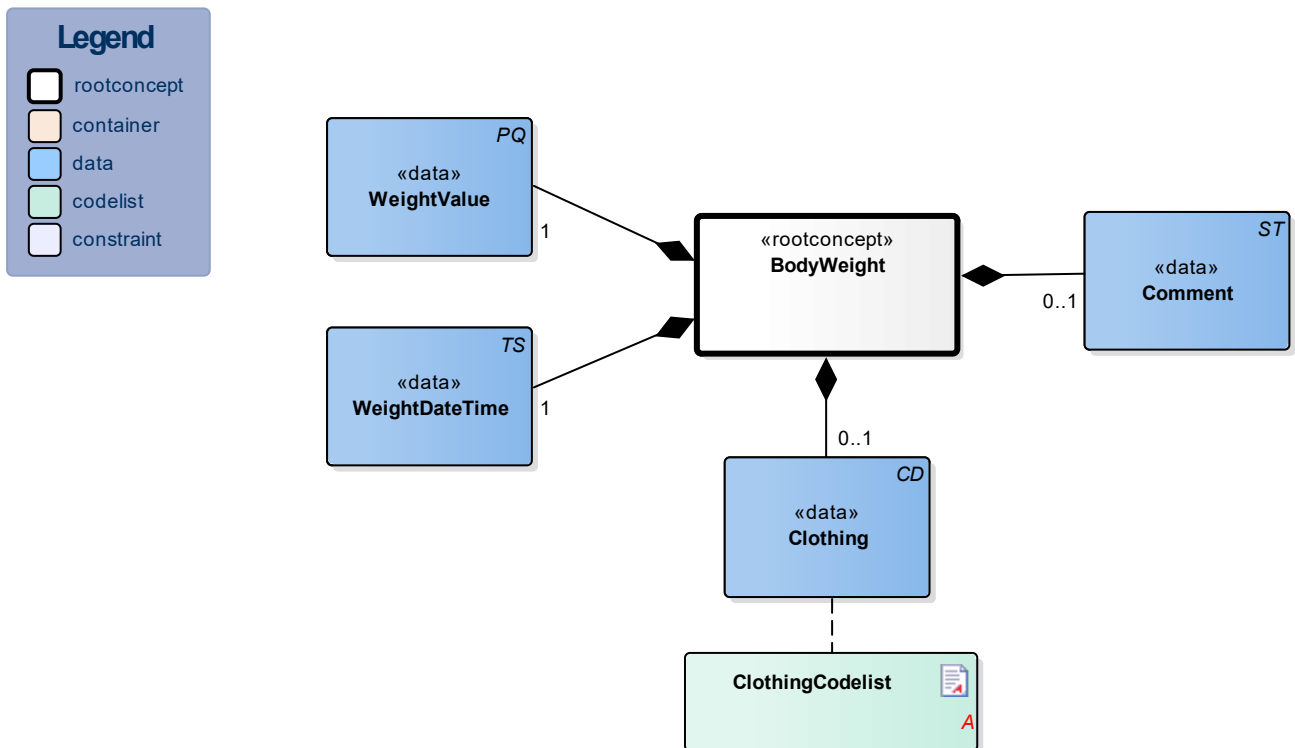 Legend
rootconcept
container
data
codelist
constraint
PQ
«data»
WeightValue
1
TS
«data»
WeightDateTime
1
«rootconcept»
BodyWeight
ST
«data»
Comment
0..1
0..1
CD
«data»
Clothing
ClothingCodelist
A